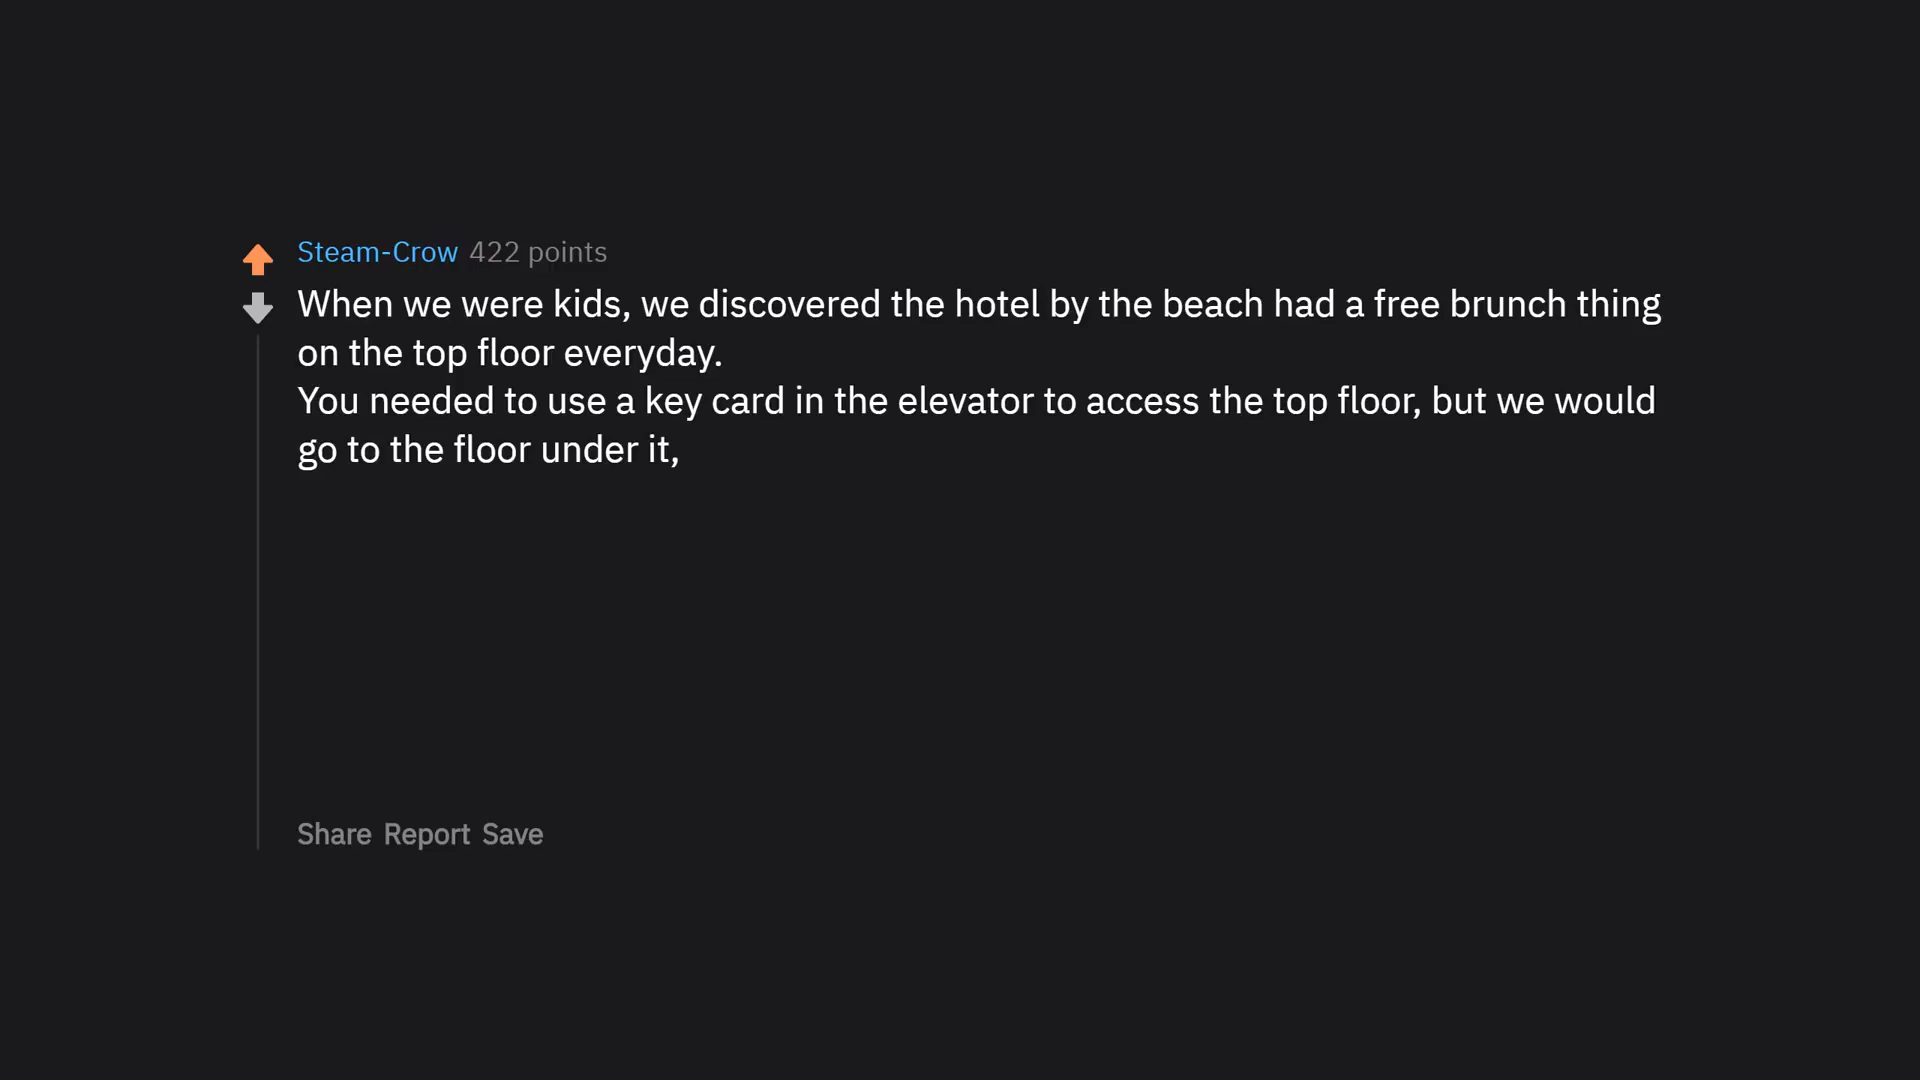 Steam-Crow 422 points
When we were kids, we discovered the hotel by the beach had a free brunch thing
on the top floor everyday.
You needed to use a key card in the elevator to access the top floor, but we would
go to the floor under it,
Share Report Save